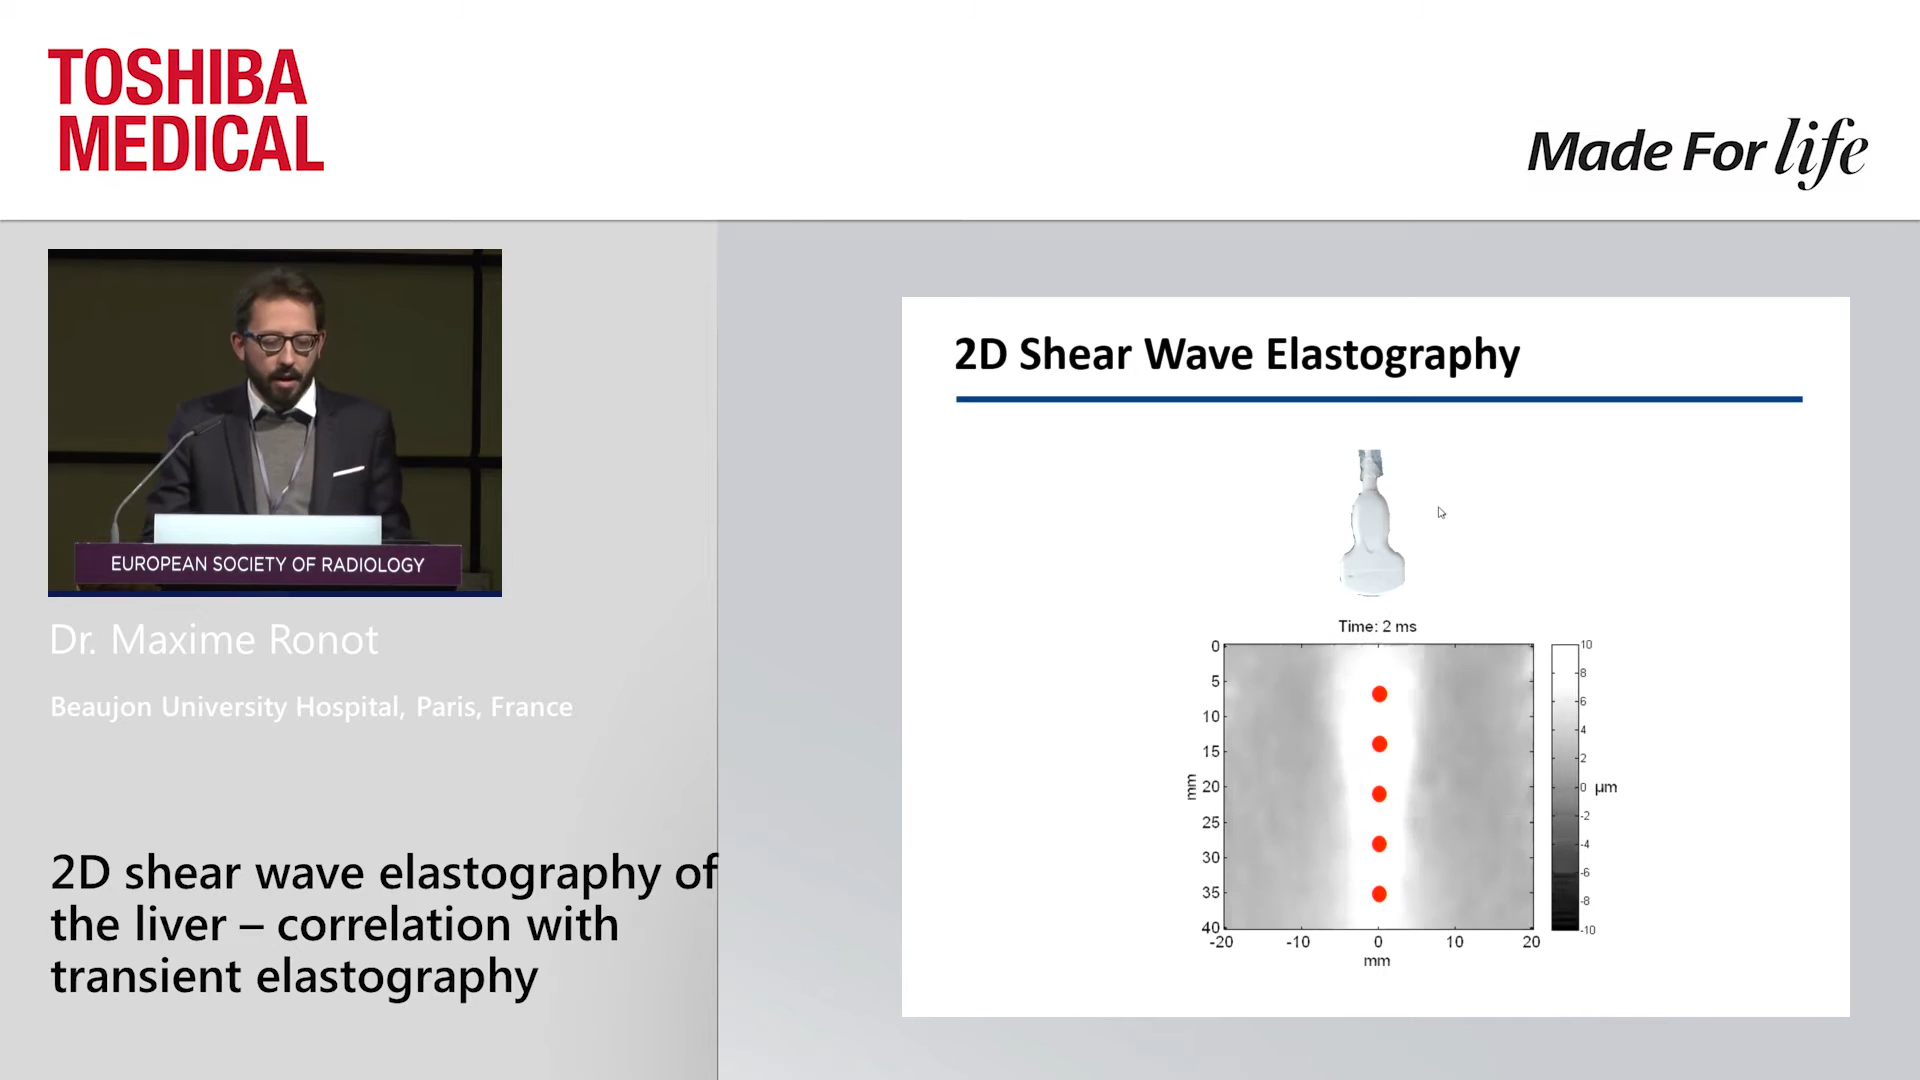 TOSHIBA
MEDICAL
Made For life
EUROPEAN SOCIETY OF RADIOLOGY
Dr. Maxime Ronot
Beaujon University Hospital, Paris, France
2D shear wave elastography of
the liver – correlation with
transient elastography
2D Shear Wave Elastography
Time: 2 ms
0
5
10
15
20
25
30
35
40
mm
-20
-10
0
10
20
mm
10
8
6
4
2
0
-2
-4
-6
-8
-10
µm